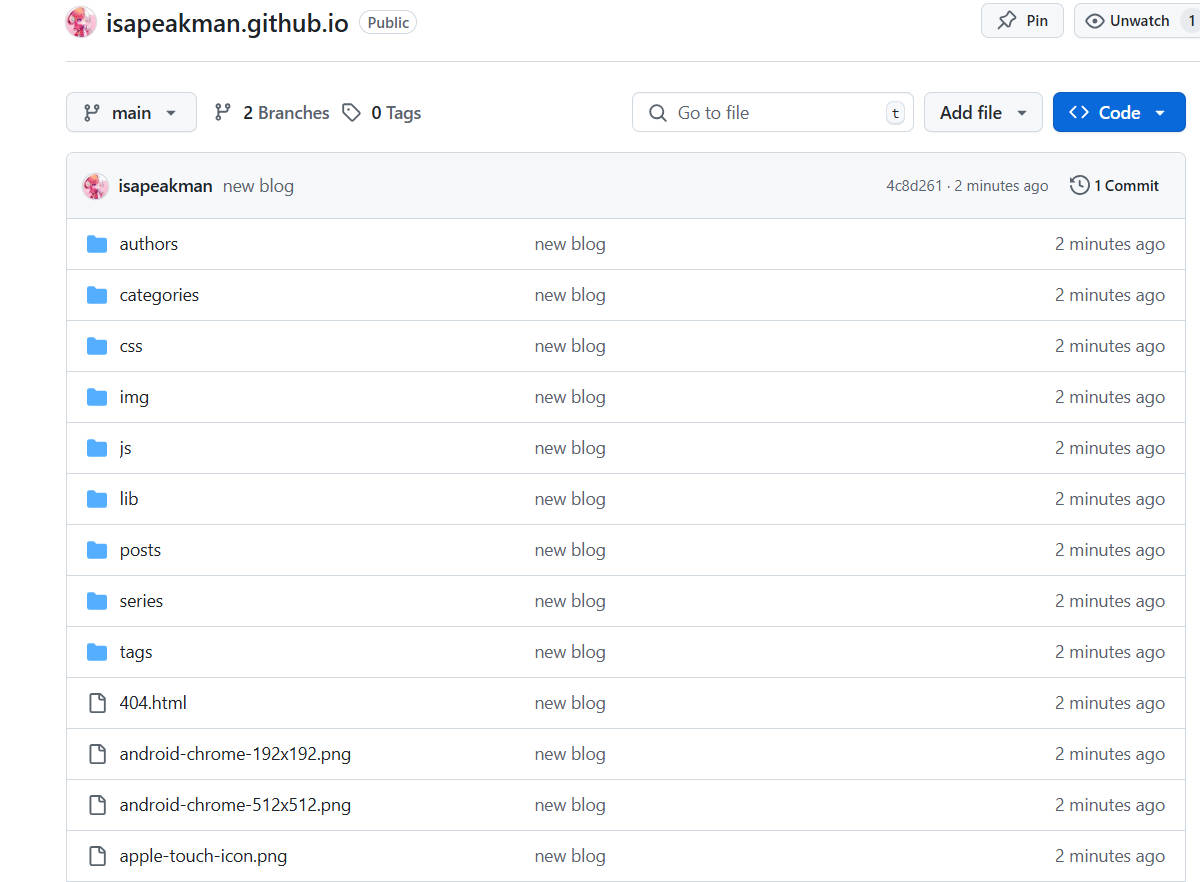 isapeakman.github.io Public Pin Unwatch 1
main 2 Branches 0 Tags Go to file t Add file Code
isapeakman new blog 4c8d261 · 2 minutes ago 1 Commit
authors new blog 2 minutes ago
categories new blog 2 minutes ago
css new blog 2 minutes ago
img new blog 2 minutes ago
js new blog 2 minutes ago
lib new blog 2 minutes ago
posts new blog 2 minutes ago
series new blog 2 minutes ago
tags new blog 2 minutes ago
404.html new blog 2 minutes ago
android-chrome-192x192.png new blog 2 minutes ago
android-chrome-512x512.png new blog 2 minutes ago
apple-touch-icon.png new blog 2 minutes ago